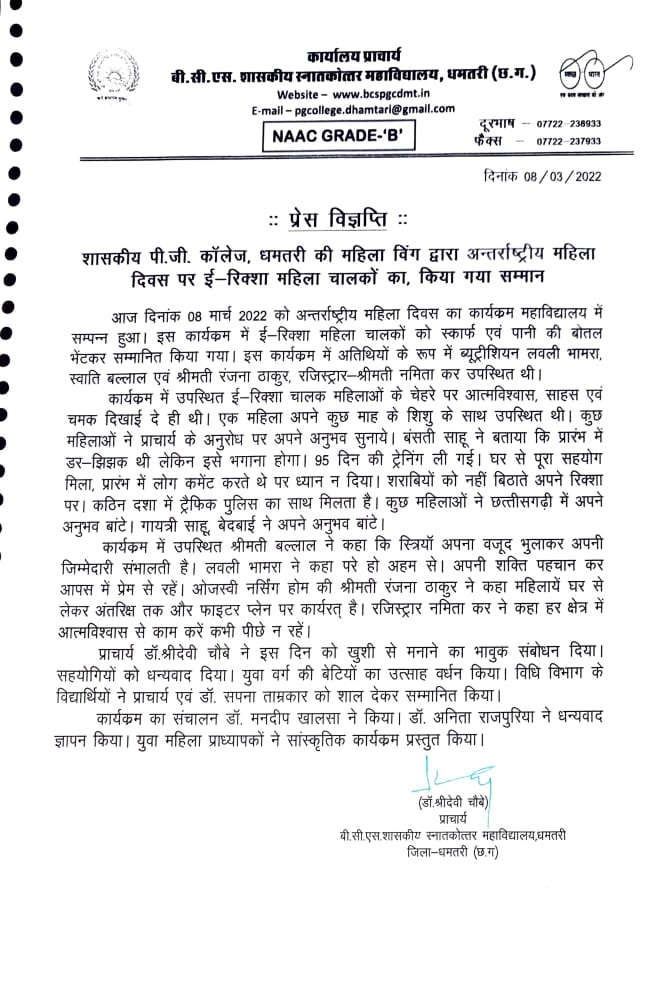 कार्यालय प्राचार्य
बी.सी.एस. शासकीय स्नातकोत्तर महाविद्यालय, धमतरी (छ.ग.)
Website – www.bcspgcdmt.in
E-mail – pgcollege.dhamtari@gmail.com
NAAC GRADE-‘B’
दूरभाष – 07722–238933
फैक्स – 07722–237933
स्वच्छ भारत
एक कदम स्वच्छता की ओर
दिनांक 08/03/2022
:: प्रेस विज्ञप्ति ::
शासकीय पी.जी. कॉलेज, धमतरी की महिला विंग द्वारा अन्तर्राष्ट्रीय महिला
दिवस पर ई–रिक्शा महिला चालकों का, किया गया सम्मान
आज दिनांक 08 मार्च 2022 को अन्तर्राष्ट्रीय महिला दिवस का कार्यक्रम महाविद्यालय में
सम्पन्न हुआ। इस कार्यक्रम में ई–रिक्शा महिला चालकों को स्कार्फ एवं पानी की बोतल
भेंटकर सम्मानित किया गया। इस कार्यक्रम में अतिथियों के रूप में ब्यूट्रीशियन लवली भामरा,
स्वाति बल्लाल एवं श्रीमती रंजना ठाकुर, रजिस्ट्रार–श्रीमती नमिता कर उपस्थित थी।
कार्यक्रम में उपस्थित ई–रिक्शा चालक महिलाओं के चेहरे पर आत्मविश्वास, साहस एवं
चमक दिखाई दे ही थी। एक महिला अपने कुछ माह के शिशु के साथ उपस्थित थी। कुछ
महिलाओं ने प्राचार्य के अनुरोध पर अपने अनुभव सुनाये। बंसती साहू ने बताया कि प्रारंभ में
डर–झिझक थी लेकिन इसे भगाना होगा। 95 दिन की ट्रेनिंग ली गई। घर से पूरा सहयोग
मिला, प्रारंभ में लोग कमेंट करते थे पर ध्यान न दिया। शराबियों को नहीं बिठाते अपने रिक्शा
पर। कठिन दशा में ट्रैफिक पुलिस का साथ मिलता है। कुछ महिलाओं ने छत्तीसगढ़ी में अपने
अनुभव बांटे। गायत्री साहू, बेदबाई ने अपने अनुभव बांटे।
कार्यक्रम में उपस्थित श्रीमती बल्लाल ने कहा कि स्त्रियॉ अपना वजूद भुलाकर अपनी
जिम्मेदारी संभालती है। लवली भामरा ने कहा परे हो अहम से। अपनी शक्ति पहचान कर
आपस में प्रेम से रहें। ओजस्वी नर्सिंग होम की श्रीमती रंजना ठाकुर ने कहा महिलायें घर से
लेकर अंतरिक्ष तक और फाइटर प्लेन पर कार्यरत् है। रजिस्ट्रार नमिता कर ने कहा हर क्षेत्र में
आत्मविश्वास से काम करें कभी पीछे न रहें।
प्राचार्य डॉ.श्रीदेवी चौबे ने इस दिन को खुशी से मनाने का भावुक संबोधन दिया।
सहयोगियों को धन्यवाद दिया। युवा वर्ग की बेटियों का उत्साह वर्धन किया। विधि विभाग के
विद्यार्थियों ने प्राचार्य एवं डॉ. सपना ताम्रकार को शाल देकर सम्मानित किया।
कार्यक्रम का संचालन डॉ. मनदीप खालसा ने किया। डॉ. अनिता राजपुरिया ने धन्यवाद
ज्ञापन किया। युवा महिला प्राध्यापकों ने सांस्कृतिक कार्यक्रम प्रस्तुत किया।
(डॉ.श्रीदेवी चौबे)
प्राचार्य
बी.सी.एस.शासकीय स्नातकोत्तर महाविद्यालय,धमतरी
जिला–धमतरी (छ.ग)